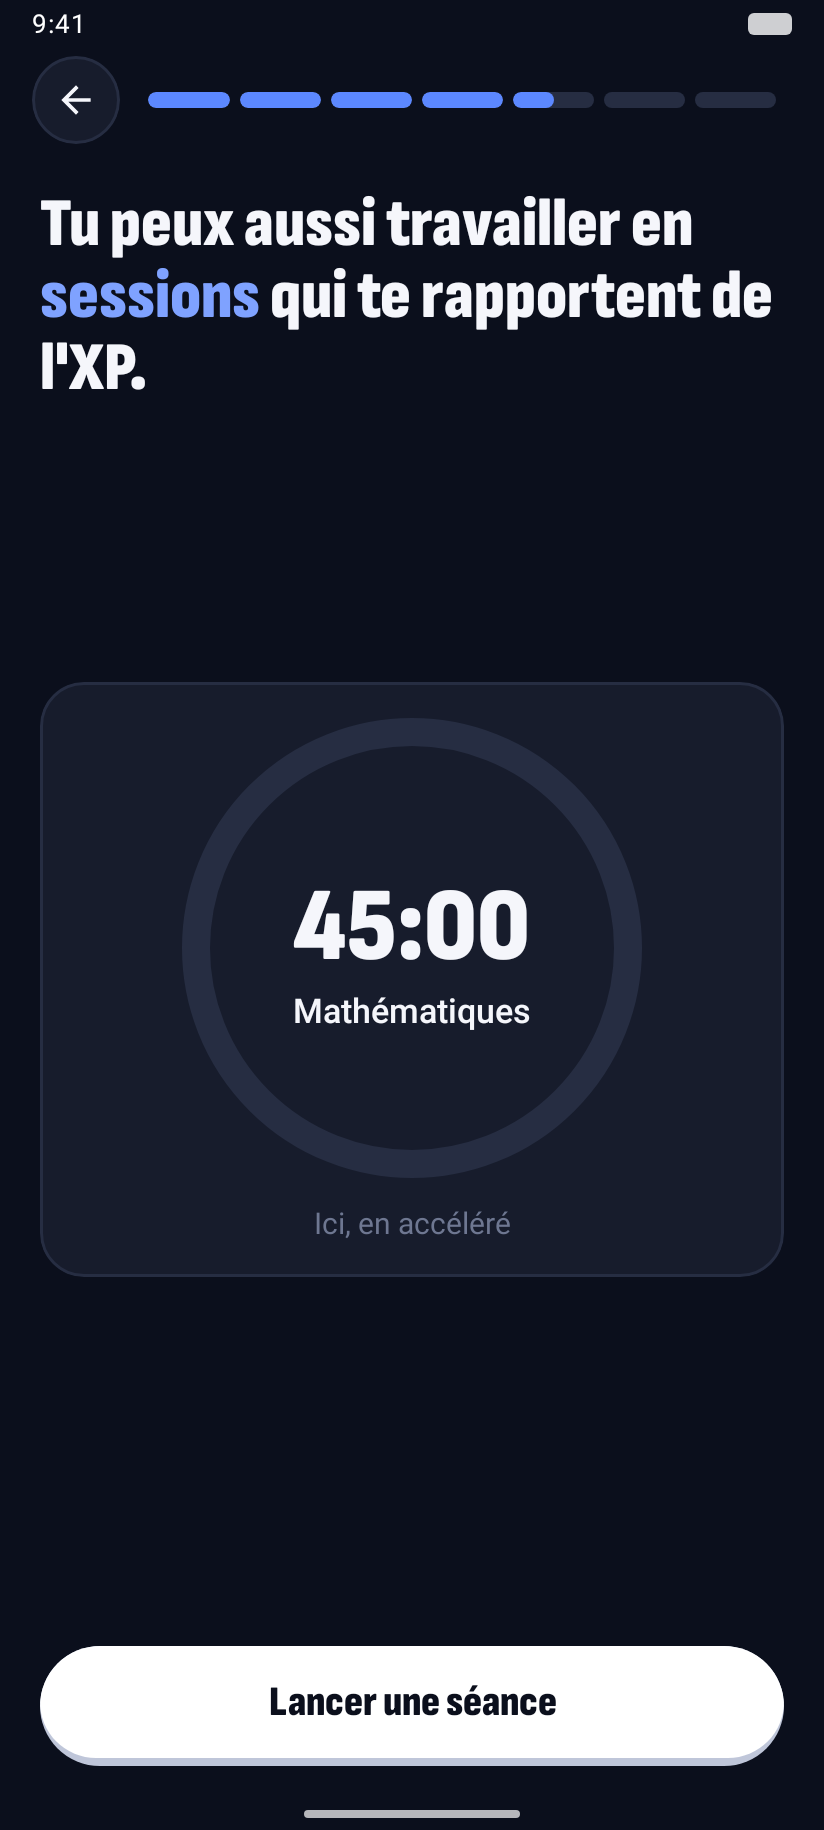 9:41
Tu peux aussi travailler en
sessions qui te rapportent de
l'XP.
45:00
Mathématiques
Ici, en accéléré
Lancer une séance